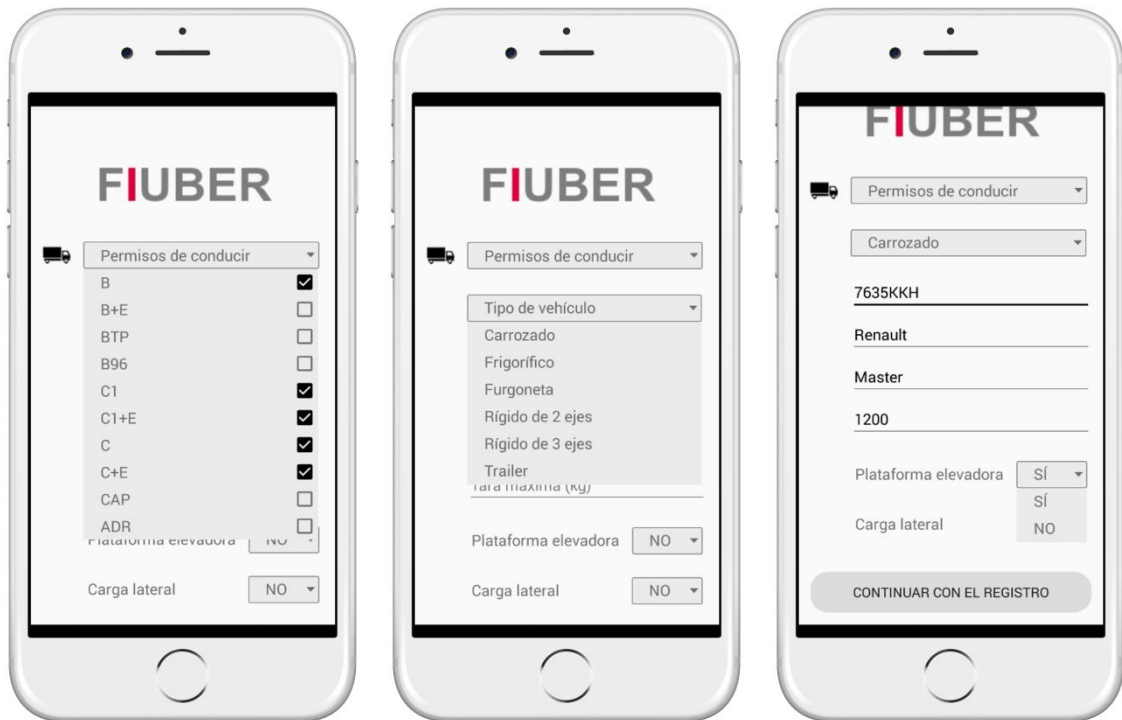 FIUBER
Permisos de conducir
B
B+E
BTP
B96
C1
C1+E
C
C+E
CAP
ADR
Plataforma elevadora NO
Carga lateral NO
FIUBER
Permisos de conducir
Tipo de vehículo
Carrozado
Frigorífico
Furgoneta
Rígido de 2 ejes
Rígido de 3 ejes
Trailer
Tara máxima (kg)
Plataforma elevadora NO
Carga lateral NO
FIUBER
Permisos de conducir
Carrozado
7635KKH
Renault
Master
1200
Plataforma elevadora SÍ
SÍ
Carga lateral NO
CONTINUAR CON EL REGISTRO